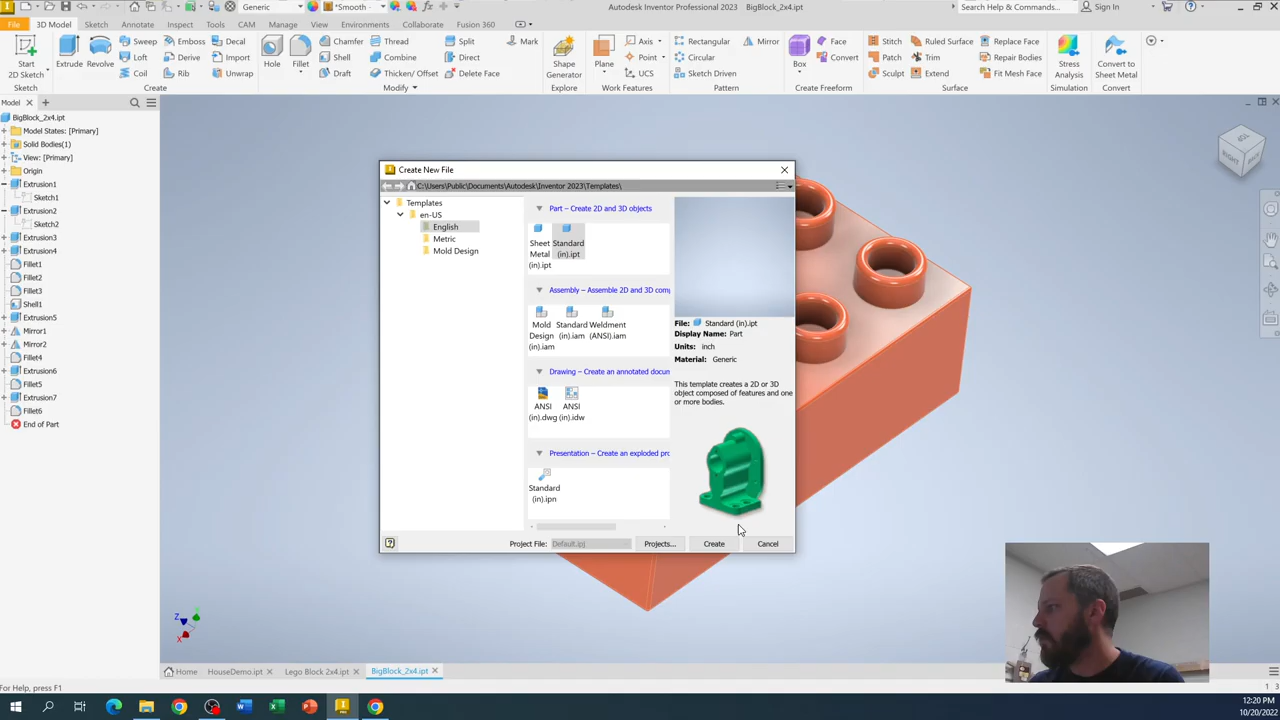 Generic
*Smooth
Autodesk Inventor Professional 2023 BigBlock_2x4.ipt
Search Help & Commands...
Sign In
File 3D Model Sketch Annotate Inspect Tools CAM Manage View Environments Collaborate Fusion 360
Start
2D Sketch
Extrude
Revolve
Sweep
Loft
Coil
Emboss
Derive
Rib
Decal
Import
Unwrap
Hole
Fillet
Chamfer
Shell
Draft
Thread
Combine
Thicken/ Offset
Split
Direct
Delete Face
Mark
Shape
Generator
Plane
Axis
Point
UCS
Rectangular
Circular
Sketch Driven
Mirror
Box
Face
Convert
Stitch
Patch
Sculpt
Ruled Surface
Trim
Extend
Replace Face
Repair Bodies
Fit Mesh Face
Stress
Analysis
Convert to
Sheet Metal
Sketch Create Modify Explore Work Features Pattern Create Freeform Surface Simulation Convert
Model
BigBlock_2x4.ipt
Model States: [Primary]
Solid Bodies(1)
View: [Primary]
Origin
Extrusion1
Sketch1
Extrusion2
Sketch2
Extrusion3
Extrusion4
Fillet1
Fillet2
Fillet3
Shell1
Extrusion5
Mirror1
Mirror2
Fillet4
Extrusion6
Fillet5
Extrusion7
Fillet6
End of Part
Create New File
C:\Users\Public\Documents\Autodesk\Inventor 2023\Templates\
Templates
en-US
English
Metric
Mold Design
Part – Create 2D and 3D objects
Sheet
Metal
(in).ipt
Standard
(in).ipt
Assembly – Assemble 2D and 3D comp
Mold
Design
(in).iam
Standard
(in).iam
Weldment
(ANSI).iam
Drawing – Create an annotated docun
ANSI
(in).dwg
ANSI
(in).idw
Presentation – Create an exploded prc
Standard
(in).ipn
File: Standard (in).ipt
Display Name: Part
Units: inch
Material: Generic
This template creates a 2D or 3D
object composed of features and one
or more bodies.
Project File: Default.ipj Projects... Create Cancel
RIGHT
Z
X
Home HouseDemo.ipt Lego Block 2x4.ipt BigBlock_2x4.ipt
For Help, press F1
1 3
12:20 PM
10/20/2022